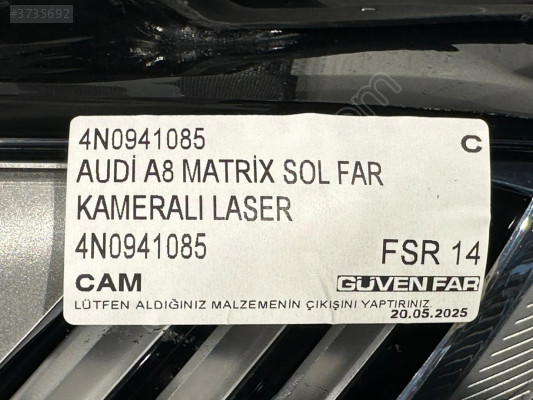 #3735692
4N0941085
C
AUDİ A8 MATRİX SOL FAR
KAMERALI LASER
4N0941085
FSR 14
CAM
GÜVEN FAR
LÜTFEN ALDIĞINIZ MALZEMENİN ÇIKIŞINI YAPTIRINIZ.
20.05.2025